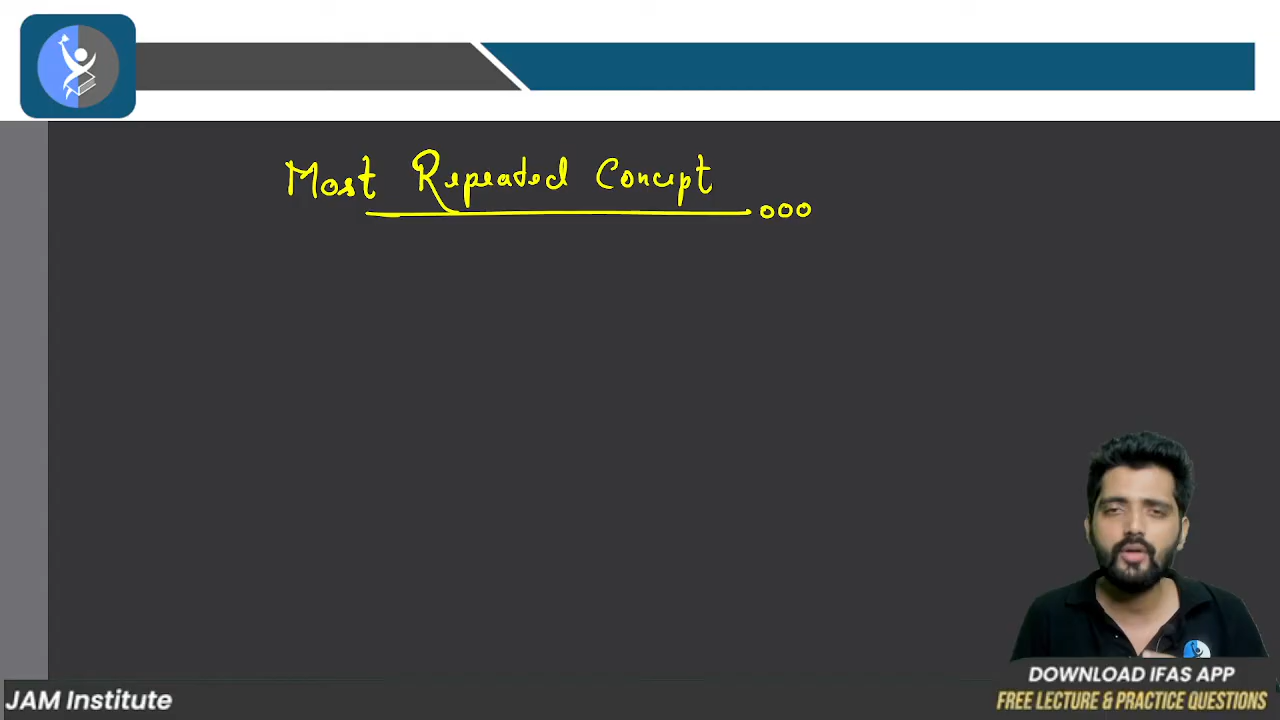 Most Repeated Concept
JAM Institute
DOWNLOAD IFAS APP
FREE LECTURE & PRACTICE QUESTIONS